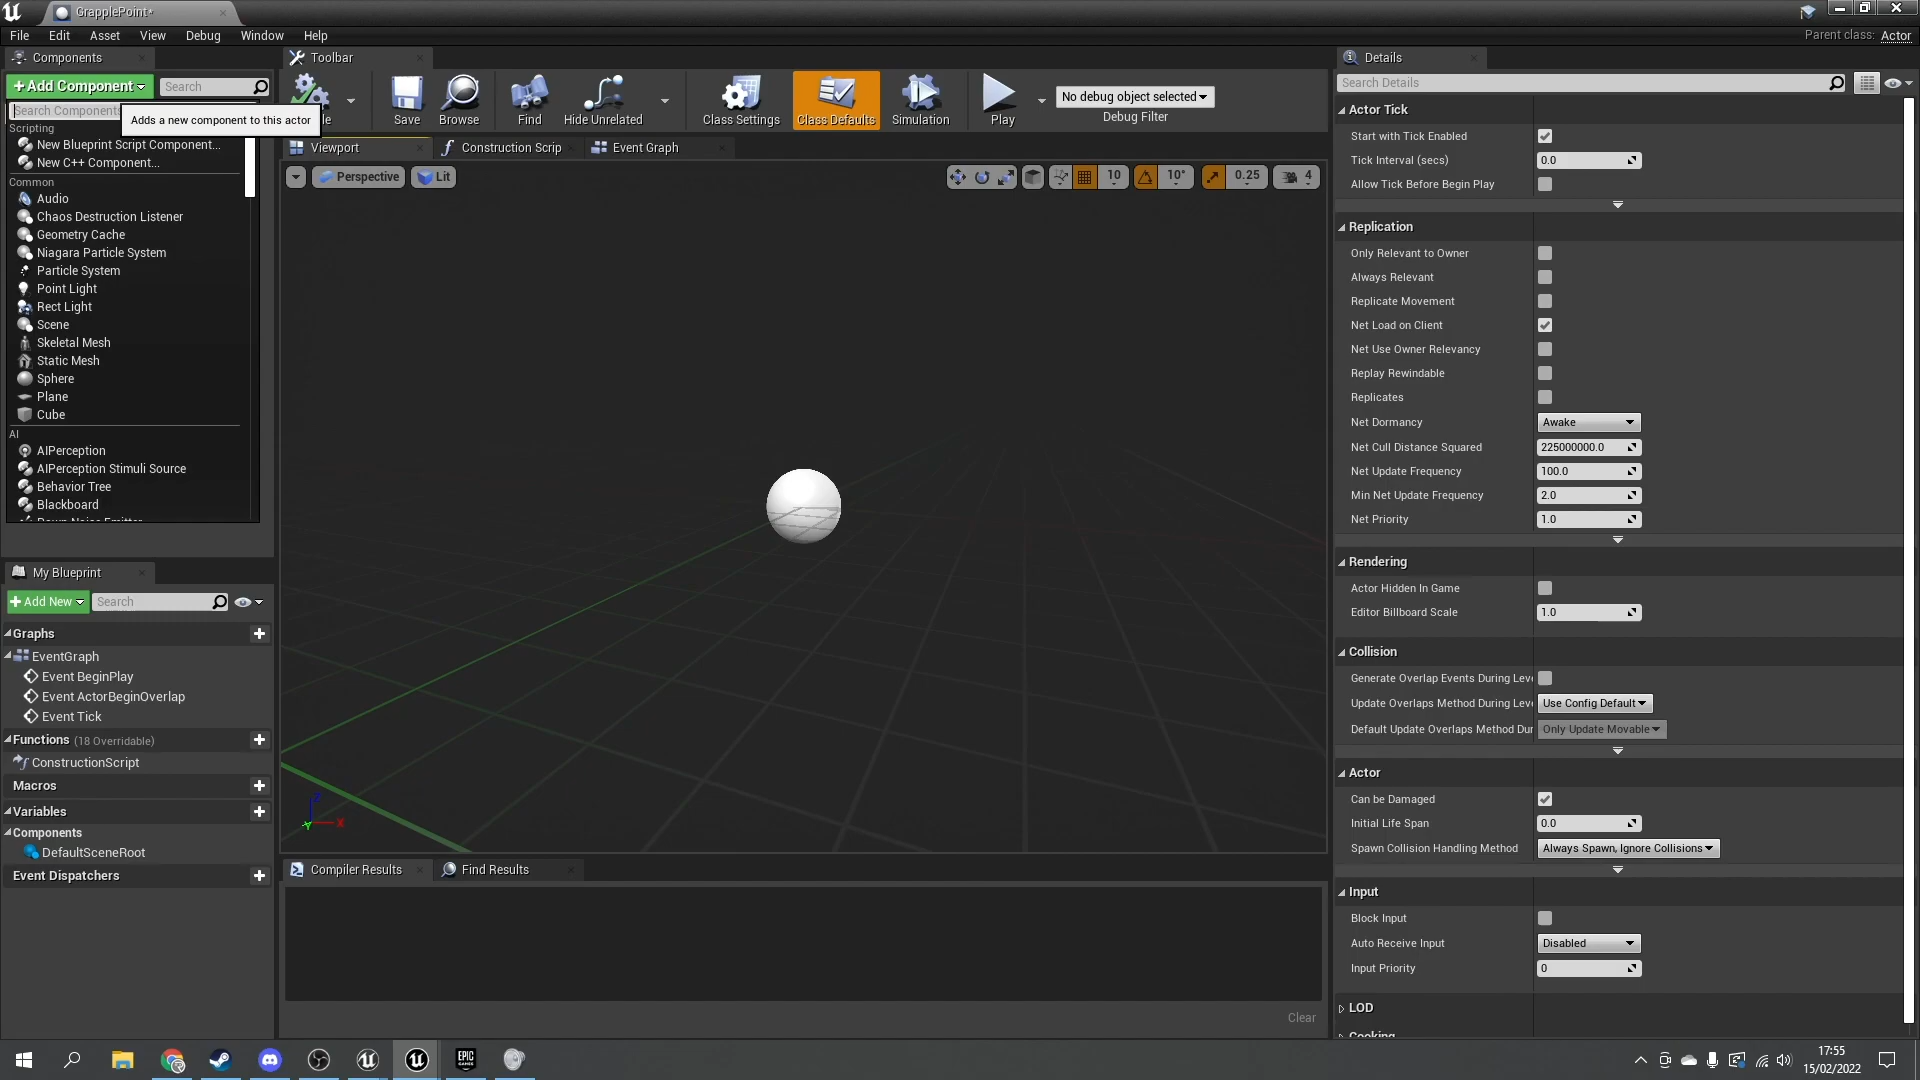 GrapplePoint*
File Edit Asset View Debug Window Help
Parent class: Actor
Components
+Add Component
Search
Search Components
Adds a new component to this actor
Scripting
New Blueprint Script Component...
New C++ Component...
Common
Audio
Chaos Destruction Listener
Geometry Cache
Niagara Particle System
Particle System
Point Light
Rect Light
Scene
Skeletal Mesh
Static Mesh
Sphere
Plane
Cube
AI
AIPerception
AIPerception Stimuli Source
Behavior Tree
Blackboard
Pawn Noise Emitter
My Blueprint
+Add New
Search
Graphs
EventGraph
Event BeginPlay
Event ActorBeginOverlap
Event Tick
Functions (18 Overridable)
ConstructionScript
Macros
Variables
Components
DefaultSceneRoot
Event Dispatchers
Toolbar
Save
Browse
Find
Hide Unrelated
Class Settings
Class Defaults
Simulation
Play
No debug object selected
Debug Filter
Viewport
Construction Scrip
Event Graph
Perspective
Lit
10
10°
0.25
4
Z
X
Y
Compiler Results
Find Results
Clear
Details
Search Details
Actor Tick
Start with Tick Enabled
Tick Interval (secs) 0.0
Allow Tick Before Begin Play
Replication
Only Relevant to Owner
Always Relevant
Replicate Movement
Net Load on Client
Net Use Owner Relevancy
Replay Rewindable
Replicates
Net Dormancy Awake
Net Cull Distance Squared 225000000.0
Net Update Frequency 100.0
Min Net Update Frequency 2.0
Net Priority 1.0
Rendering
Actor Hidden In Game
Editor Billboard Scale 1.0
Collision
Generate Overlap Events During Leve
Update Overlaps Method During Leve Use Config Default
Default Update Overlaps Method Dur Only Update Movable
Actor
Can be Damaged
Initial Life Span 0.0
Spawn Collision Handling Method Always Spawn, Ignore Collisions
Input
Block Input
Auto Receive Input Disabled
Input Priority 0
LOD
Cooking
EPIC GAMES
17:55
15/02/2022